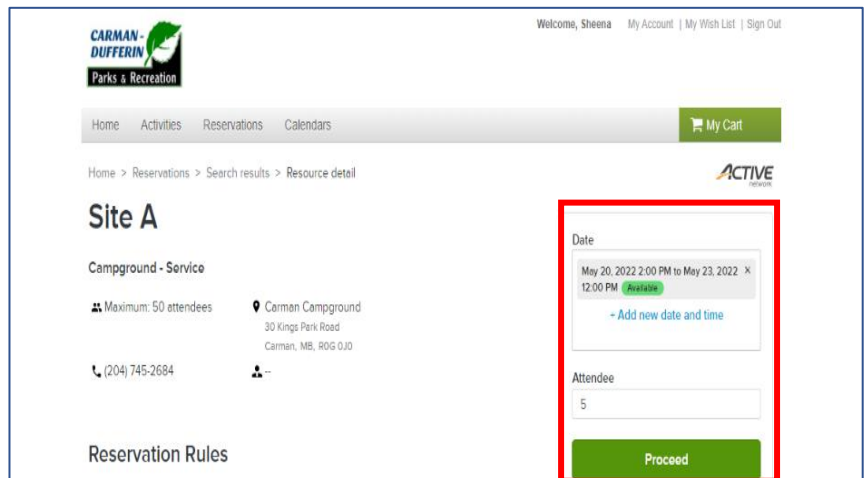 CARMAN -
DUFFERIN
Parks & Recreation
Welcome, Sheena My Account | My Wish List | Sign Out
Home Activities Reservations Calendars
My Cart
Home > Reservations > Search results > Resource detail
ACTIVE
network
Site A
Campground - Service
Maximum: 50 attendees
Carman Campground
30 Kings Park Road
Carman, MB, R0G 0J0
(204) 745-2684
--
Reservation Rules
Date
May 20, 2022 2:00 PM to May 23, 2022 ×
12:00 PM Available
+ Add new date and time
Attendee
5
Proceed